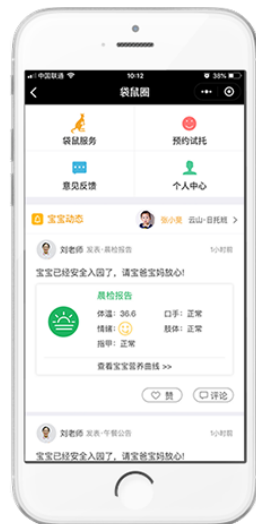 中国联通 10:12 38%
袋鼠圈
袋鼠服务 预约试托
意见反馈 个人中心
宝宝动态 张小昊 云山-日托班 >
刘老师 发表-晨检报告 5小时前
宝宝已经安全入园了，请爸爸妈妈放心!
晨检报告
体温：36.6 口手：正常
情绪： 肢体：正常
指甲：正常
查看宝宝营养曲线 >>
赞 评论
刘老师 发表-午餐公告 5小时前
宝宝已经安全入园了，请宝爸宝妈放心!